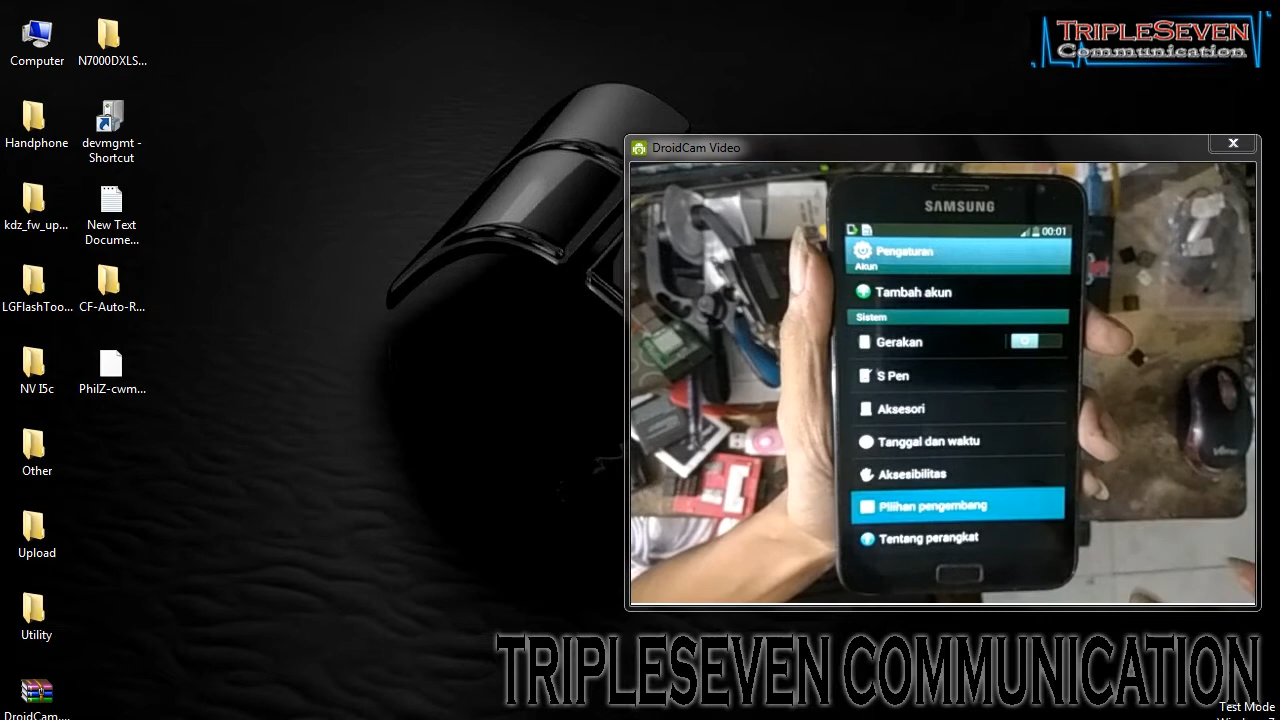 Computer
N7000DXLS...
Handphone
devmgmt -
Shortcut
kdz_fw_up...
New Text
Docume...
LGFlashToo...
CF-Auto-R...
NV I5c
PhilZ-cwm...
Other
Upload
Utility
DroidCam....
TRIPLESEVEN
Communication
DroidCam Video
SAMSUNG
00:01
Pengaturan
Akun
Tambah akun
Sistem
Gerakan
S Pen
Aksesori
Tanggal dan waktu
Aksesibilitas
Pilihan pengembang
Tentang perangkat
TRIPLESEVEN COMMUNICATION
Test Mode